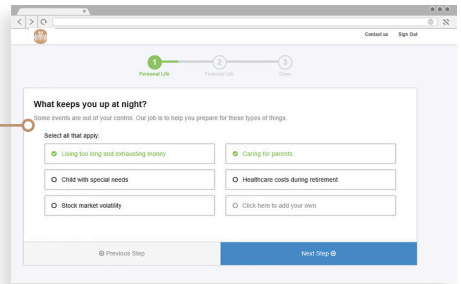 Contact us Sign Out
1 2 3
Personal Life Financial Life Done
What keeps you up at night?
Some events are out of your control. Our job is to help you prepare for these types of things.
Select all that apply:
Living too long and exhausting money
Caring for parents
Child with special needs
Healthcare costs during retirement
Stock market volatility
Click here to add your own
Previous Step
Next Step